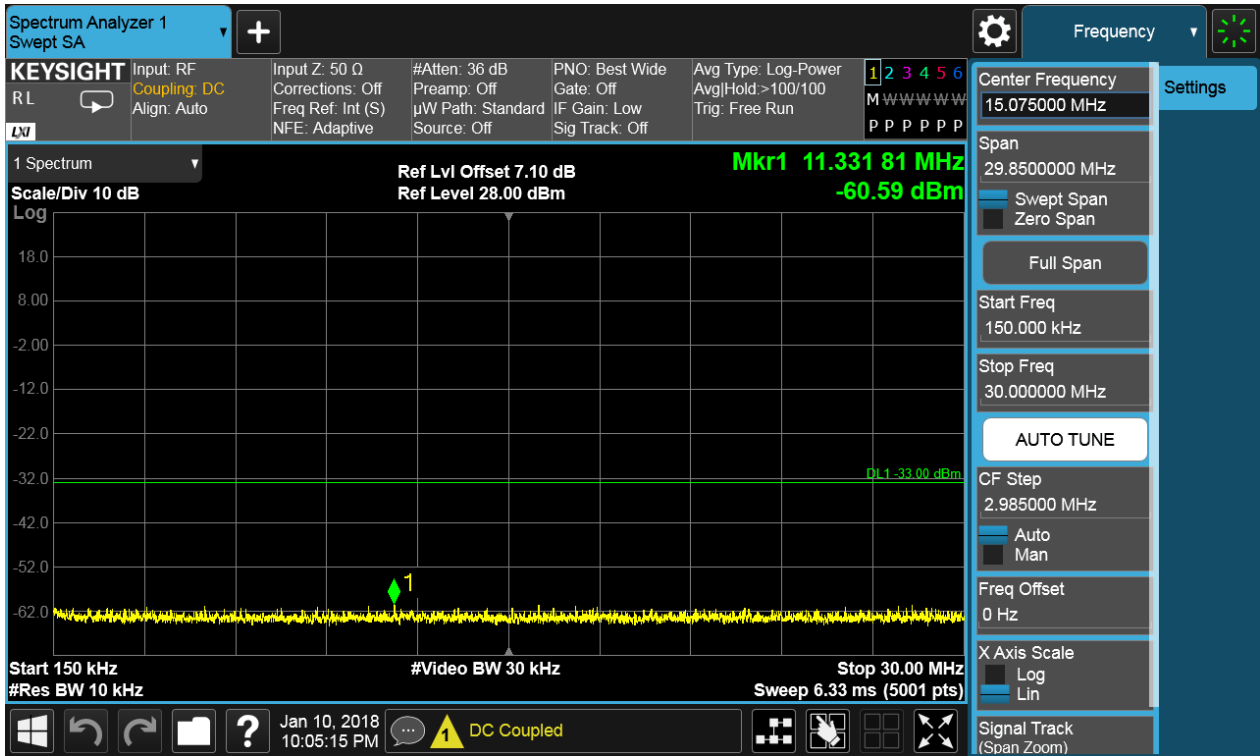 Spectrum Analyzer 1
Swept SA
+
Frequency
KEYSIGHT
R L
LXI
Input: RF
Coupling: DC
Align: Auto
Input Z: 50 Ω
Corrections: Off
Freq Ref: Int (S)
NFE: Adaptive
#Atten: 36 dB
Preamp: Off
µW Path: Standard
Source: Off
PNO: Best Wide
Gate: Off
IF Gain: Low
Sig Track: Off
Avg Type: Log-Power
Avg|Hold:>100/100
Trig: Free Run
1 2 3 4 5 6
M W W W W W
P P P P P P
1 Spectrum
Scale/Div 10 dB
Log
Ref Lvl Offset 7.10 dB
Ref Level 28.00 dBm
Mkr1 11.331 81 MHz
-60.59 dBm
18.0
8.00
-2.00
-12.0
-22.0
-32.0
-42.0
-52.0
-62.0
DL1 -33.00 dBm
1
Start 150 kHz
#Res BW 10 kHz
#Video BW 30 kHz
Stop 30.00 MHz
Sweep 6.33 ms (5001 pts)
Center Frequency
15.075000 MHz
Span
29.8500000 MHz
Swept Span
Zero Span
Full Span
Start Freq
150.000 kHz
Stop Freq
30.000000 MHz
AUTO TUNE
CF Step
2.985000 MHz
Auto
Man
Freq Offset
0 Hz
X Axis Scale
Log
Lin
Signal Track
(Span Zoom)
Settings
?
Jan 10, 2018
10:05:15 PM
1
DC Coupled